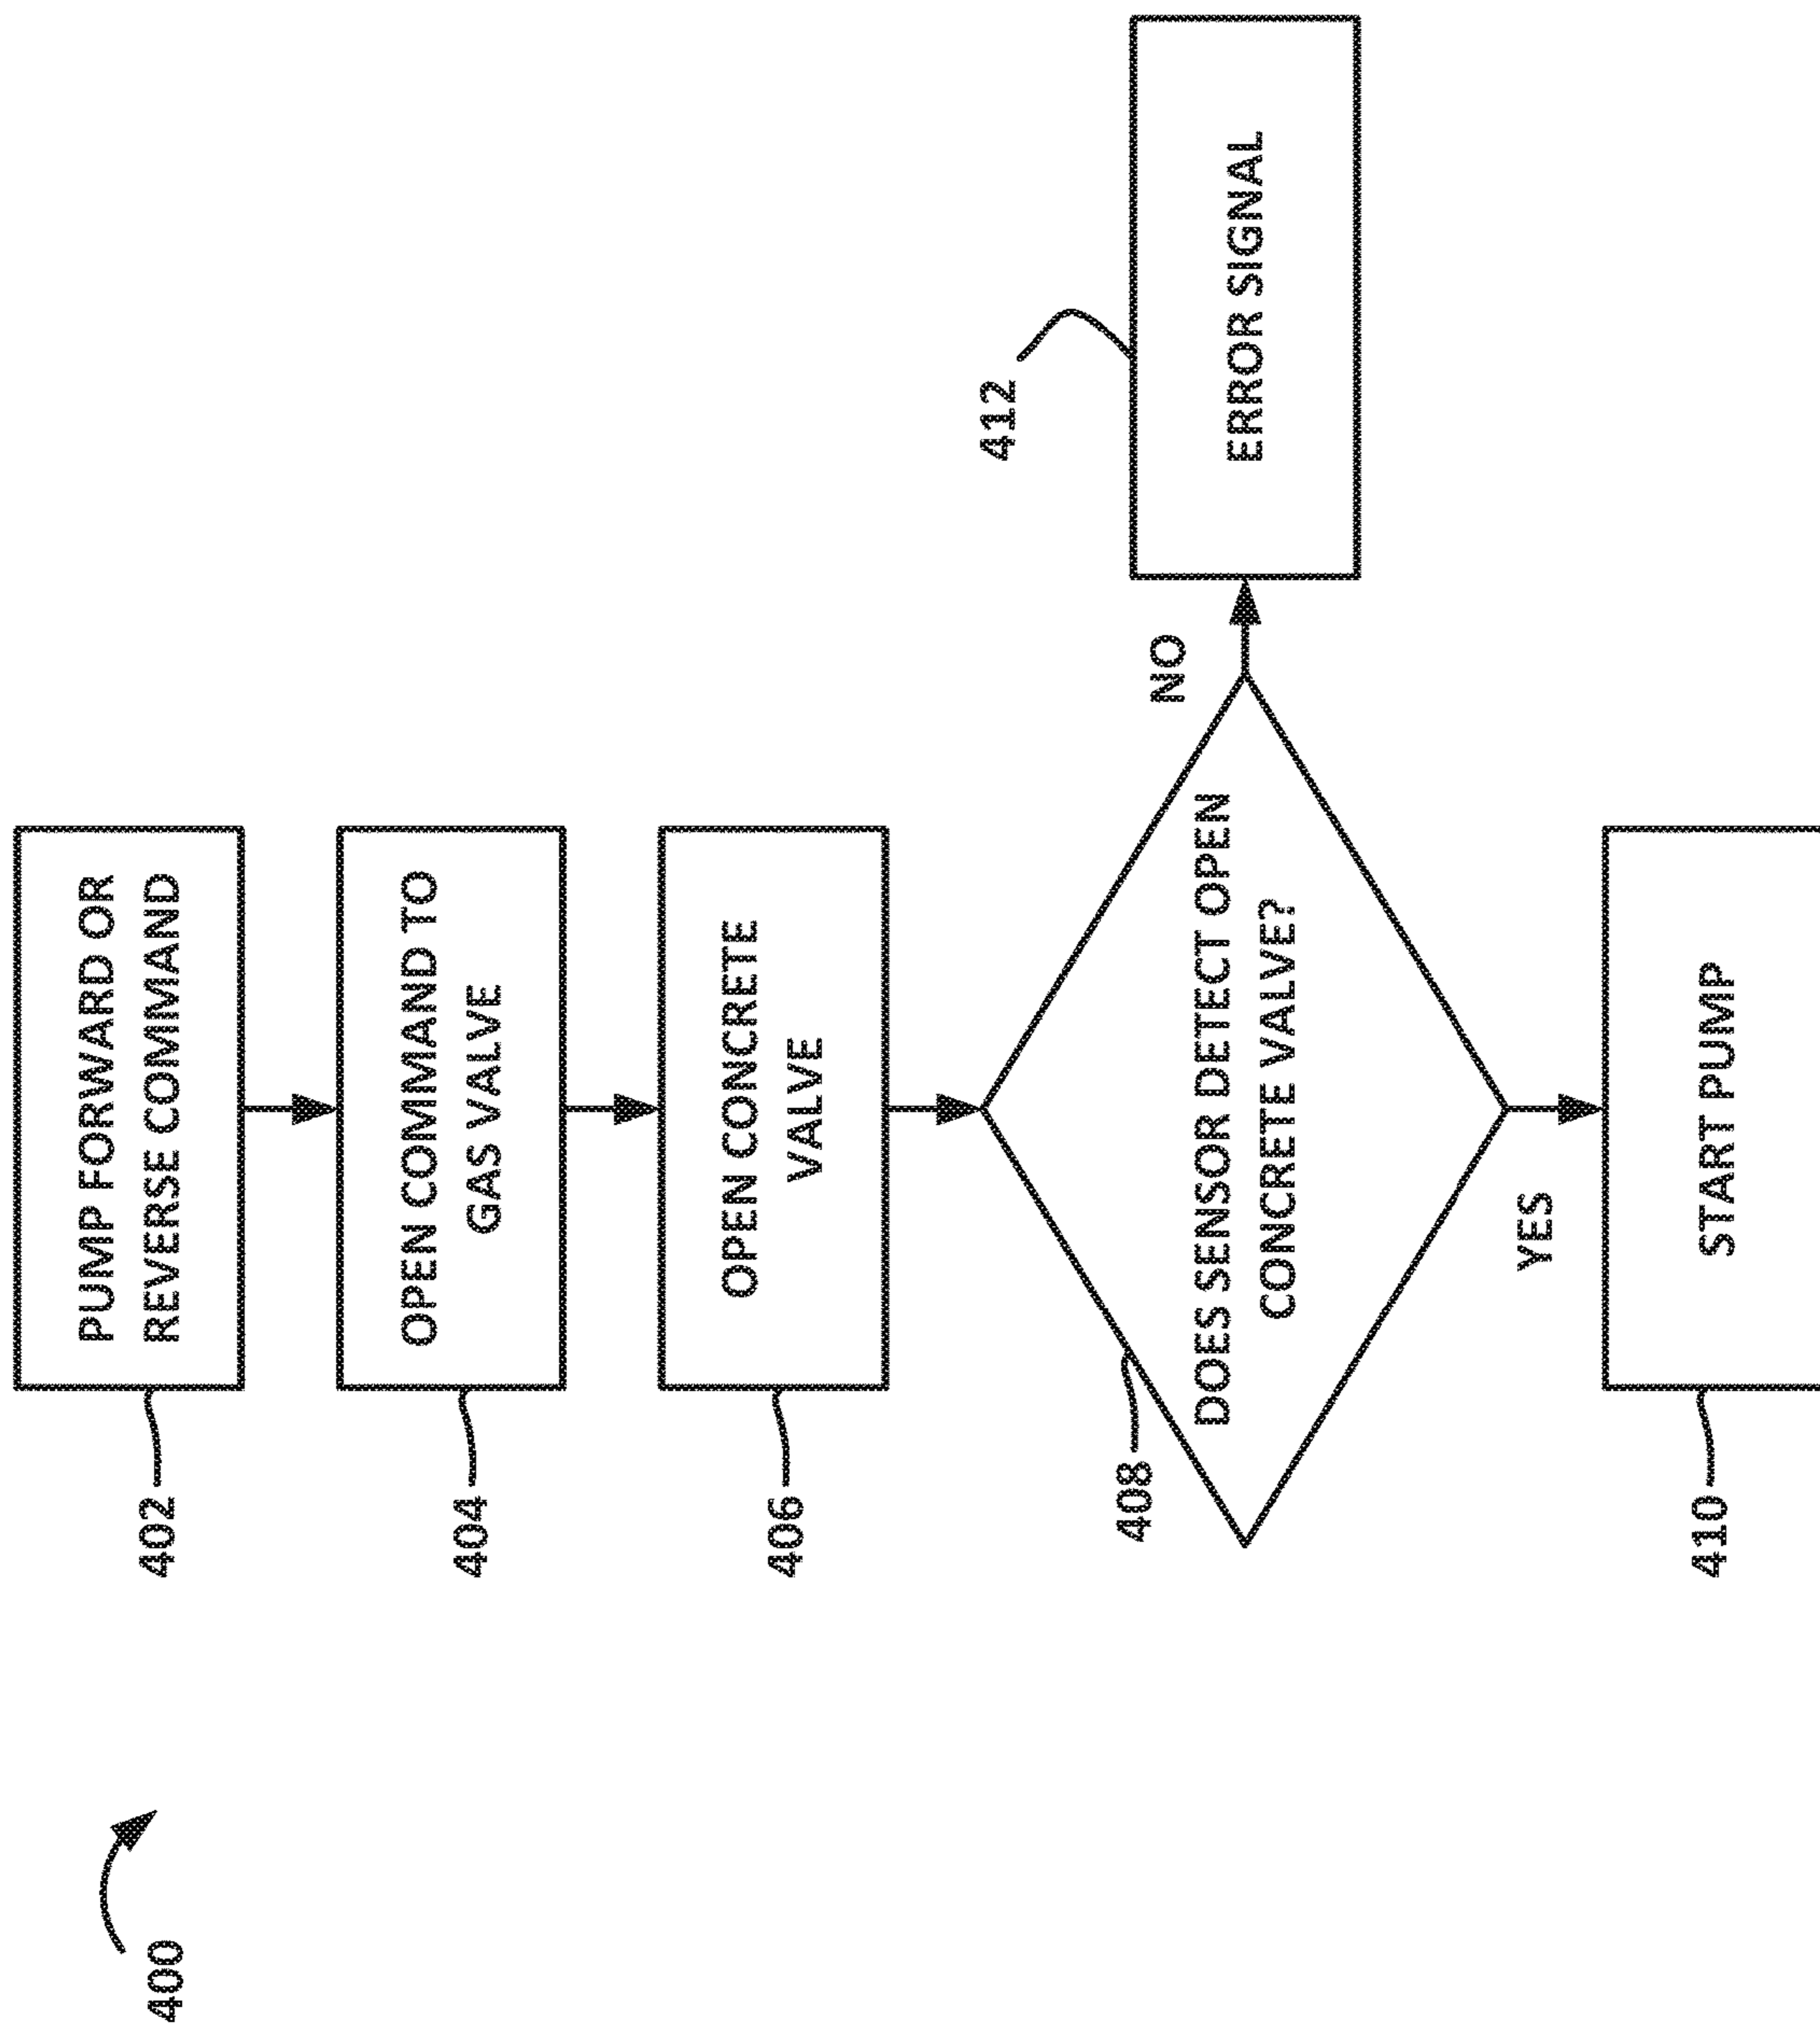 400
402
PUMP FORWARD OR
REVERSE COMMAND
404
OPEN COMMAND TO
GAS VALVE
406
OPEN CONCRETE
VALVE
408
DOES SENSOR DETECT OPEN
CONCRETE VALVE?
NO
412
ERROR SIGNAL
YES
410
START PUMP